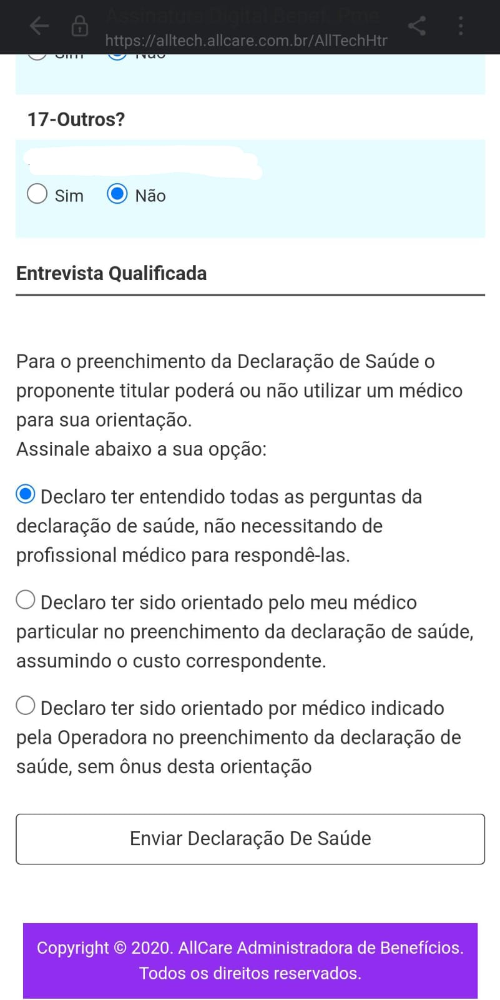 Assinatura Digital Benef. Pme
https://alltech.allcare.com.br/AllTechHtr
Sim Não
17-Outros?
Sim Não
Entrevista Qualificada
Para o preenchimento da Declaração de Saúde o
proponente titular poderá ou não utilizar um médico
para sua orientação.
Assinale abaixo a sua opção:
Declaro ter entendido todas as perguntas da
declaração de saúde, não necessitando de
profissional médico para respondê-las.
Declaro ter sido orientado pelo meu médico
particular no preenchimento da declaração de saúde,
assumindo o custo correspondente.
Declaro ter sido orientado por médico indicado
pela Operadora no preenchimento da declaração de
saúde, sem ônus desta orientação
Enviar Declaração De Saúde
Copyright © 2020. AllCare Administradora de Benefícios.
Todos os direitos reservados.